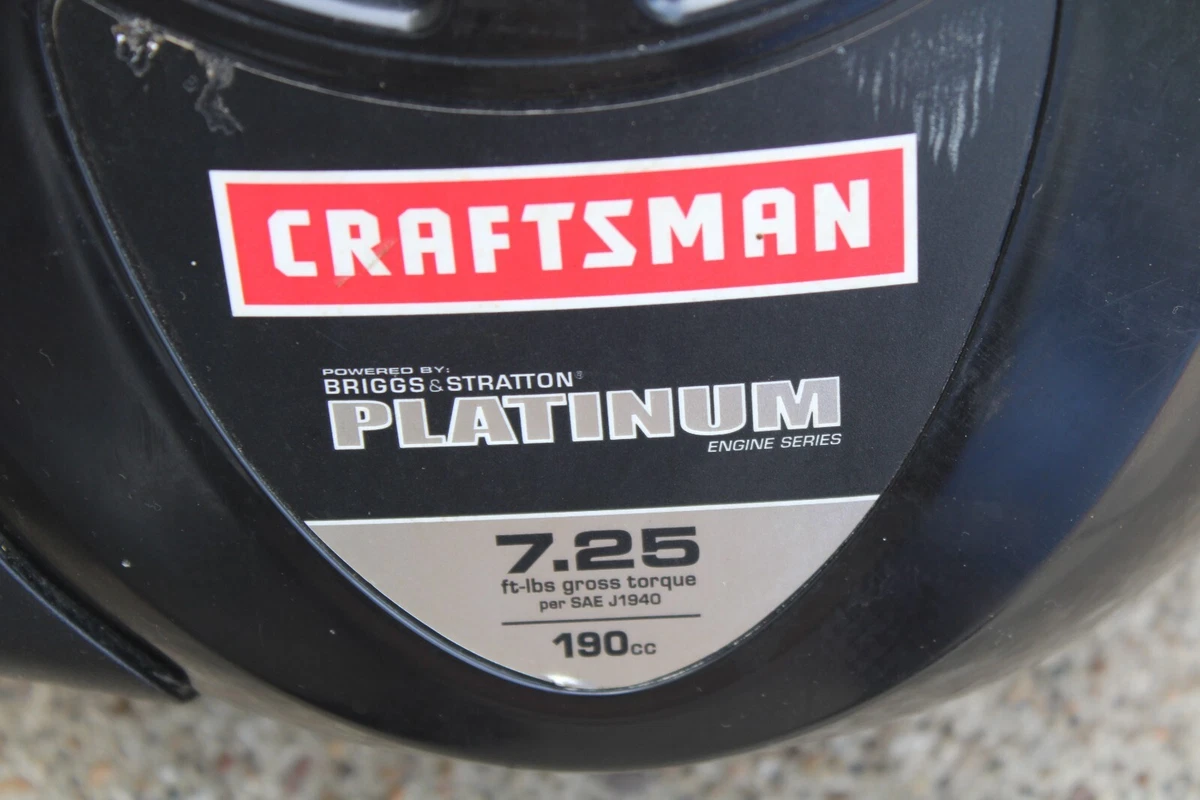 CRAFTSMAN
POWERED BY:
BRIGGS & STRATTON®
PLATINUM
ENGINE SERIES
7.25
ft-lbs gross torque
per SAE J1940
190cc